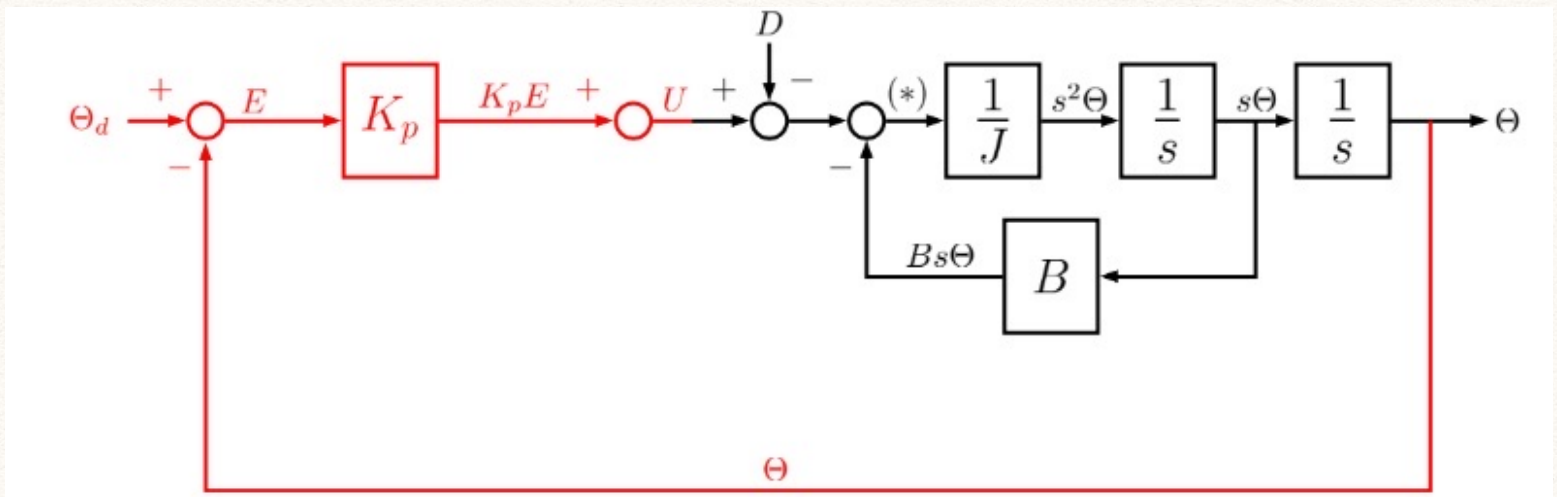 D
Θ_d + − E K_p K_pE + U + − (∗) 1/J s²Θ 1/s sΘ 1/s Θ
−
BsΘ B
Θ